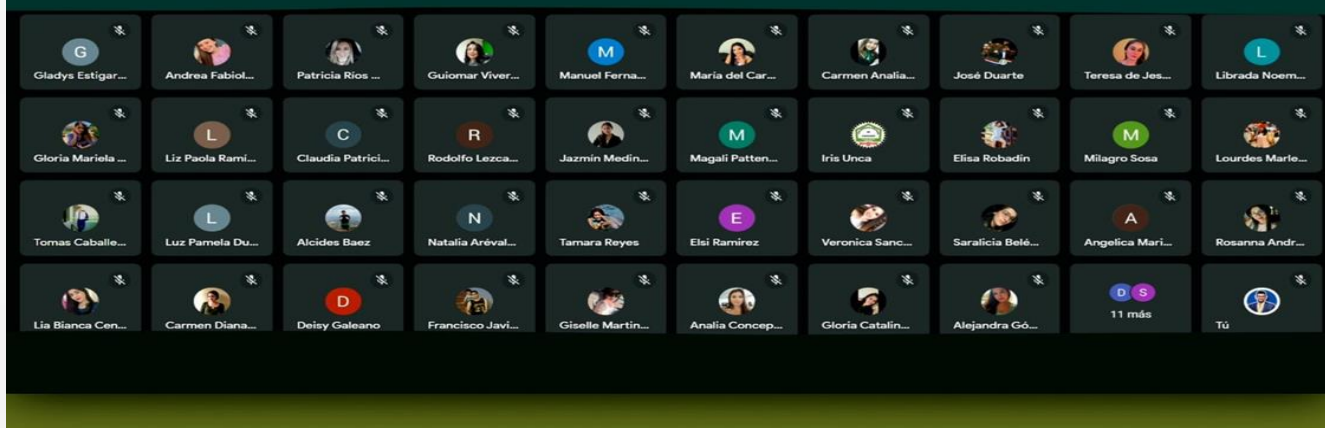 G
Gladys Estigar...
Andrea Fabiol...
Patricia Ríos ...
Guiomar Viver...
M
Manuel Ferna...
María del Car...
Carmen Analia...
José Duarte
Teresa de Jes...
L
Librada Noem...
Gloria Mariela ...
L
Liz Paola Rami...
C
Claudia Patrici...
R
Rodolfo Lezca...
Jazmín Medin...
M
Magali Patten...
Iris Unca
Elisa Robadín
M
Milagro Sosa
Lourdes Marle...
Tomas Caballe...
L
Luz Pamela Du...
Alcides Baez
N
Natalia Aréval...
Tamara Reyes
E
Elsi Ramirez
Veronica Sanc...
Saralicia Belé...
A
Angelica Mari...
Rosanna Andr...
Lia Bianca Cen...
Carmen Diana...
D
Deisy Galeano
Francisco Javi...
Giselle Martin...
Analia Concep...
Gloria Catalin...
Alejandra Gó...
D S
11 más
Tú